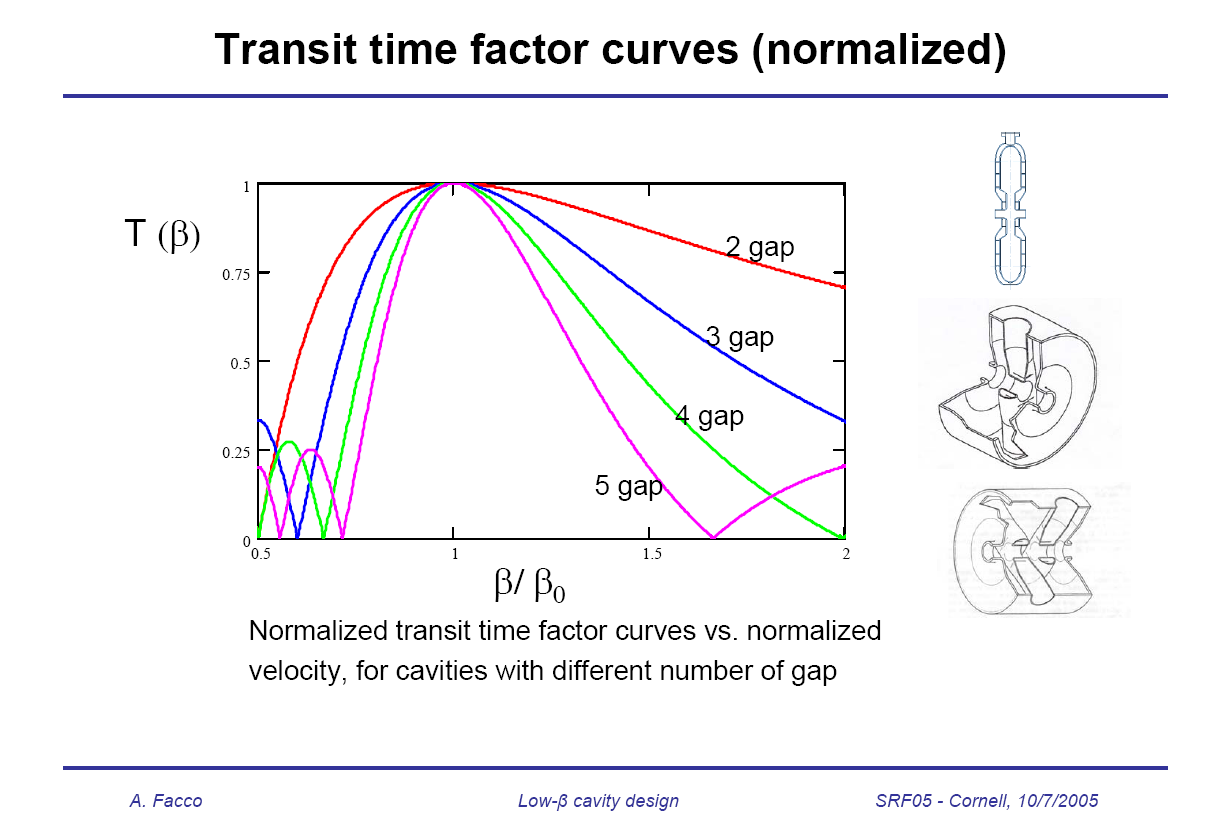 Transit time factor curves (normalized)
T (β)
1
0.75
0.5
0.25
0
0.5
1
1.5
2
2 gap
3 gap
4 gap
5 gap
β/ β0
Normalized transit time factor curves vs. normalized
velocity, for cavities with different number of gap
A. Facco
Low-β cavity design
SRF05 - Cornell, 10/7/2005